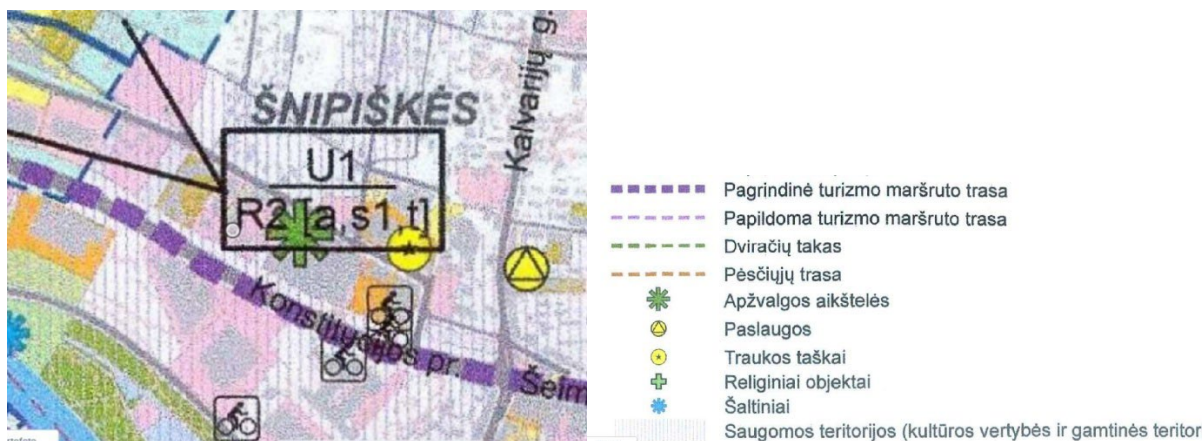 Kalvarijų g.
ŠNIPIŠKĖS
U1
R2 [a,s1,t]
Konstitucijos pr.
Šeim
Pagrindinė turizmo maršruto trasa
Papildoma turizmo maršruto trasa
Dviračių takas
Pėsčiųjų trasa
Apžvalgos aikštelės
Paslaugos
Traukos taškai
Religiniai objektai
Šaltiniai
Saugomos teritorijos (kultūros vertybės ir gamtinės teritor